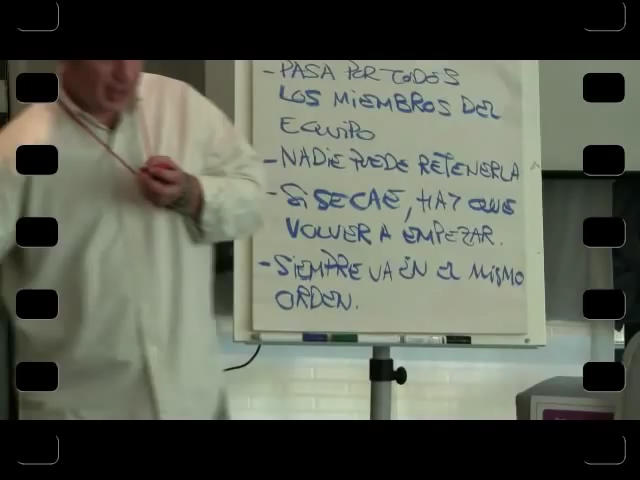 - PASA POR TODOS
LOS MIEMBROS DEL
EQUIPO
- NADIE PUEDE RETENERLA
- SI SE CAE, HAY QUE
VOLVER A EMPEZAR.
- SIEMPRE VA EN EL MISMO
ORDEN.